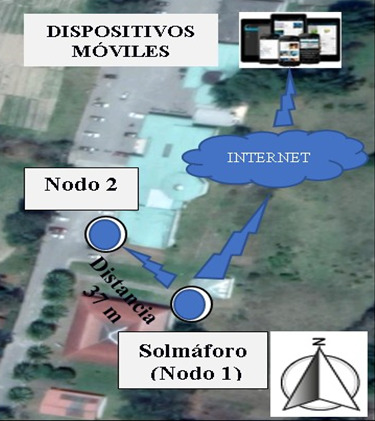 DISPOSITIVOS
MÓVILES
INTERNET
Nodo 2
Distancia
37 m
Solmáforo
(Nodo 1)
N